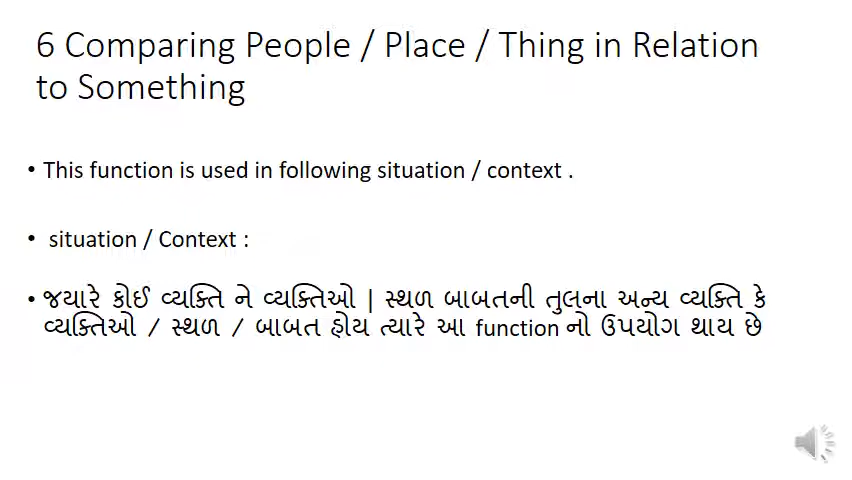 6 Comparing People / Place / Thing in Relation
to Something
• This function is used in following situation / context .
• situation / Context :
• જયારે કોઈ વ્યક્તિ ને વ્યક્તિઓ | સ્થળ બાબતની તુલના અન્ય વ્યક્તિ કે
વ્યક્તિઓ / સ્થળ / બાબત હોય ત્યારે આ function નો ઉપયોગ થાય છે